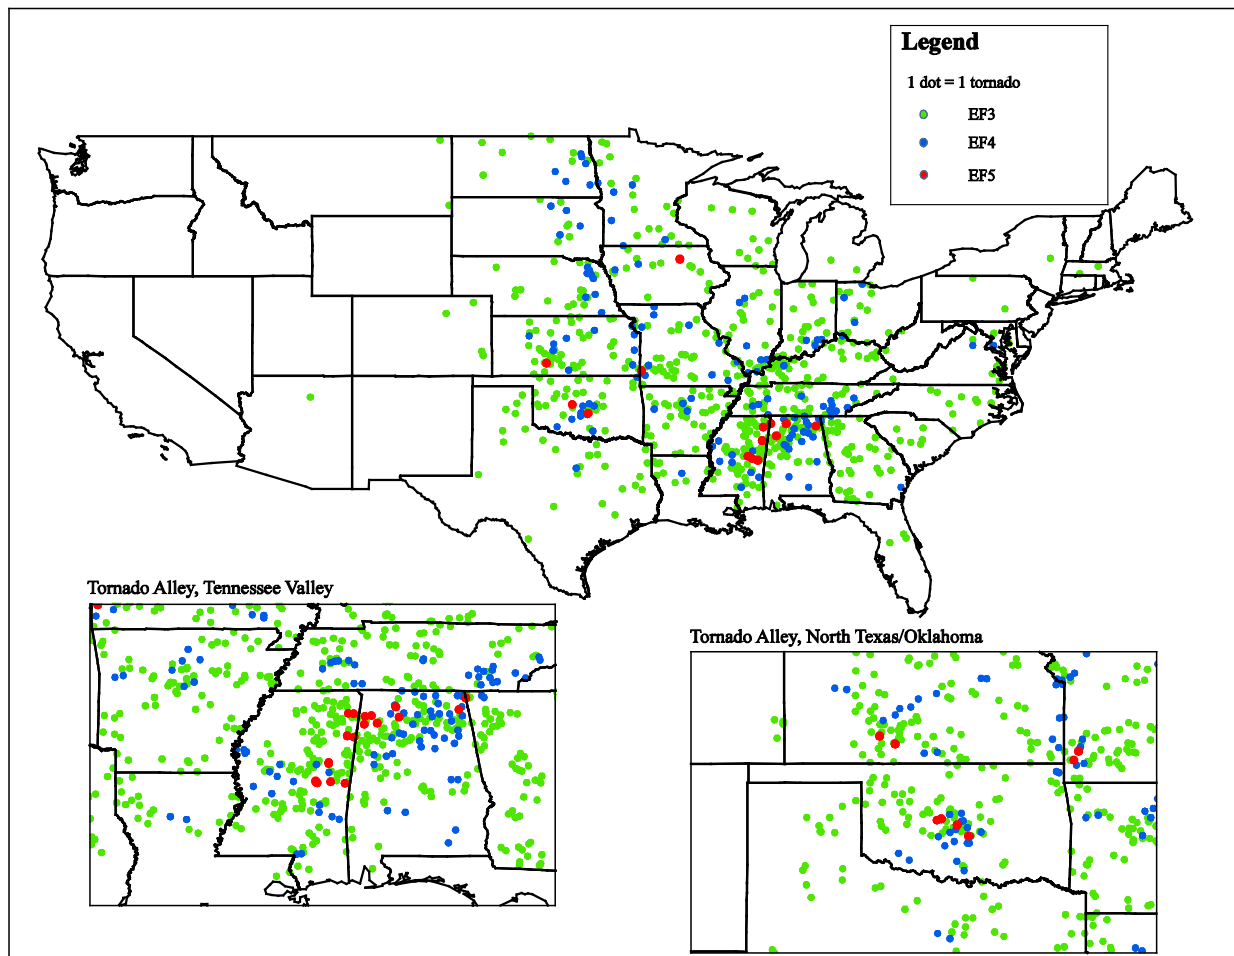 Legend
1 dot = 1 tornado
EF3
EF4
EF5
Tornado Alley, Tennessee Valley
Tornado Alley, North Texas/Oklahoma